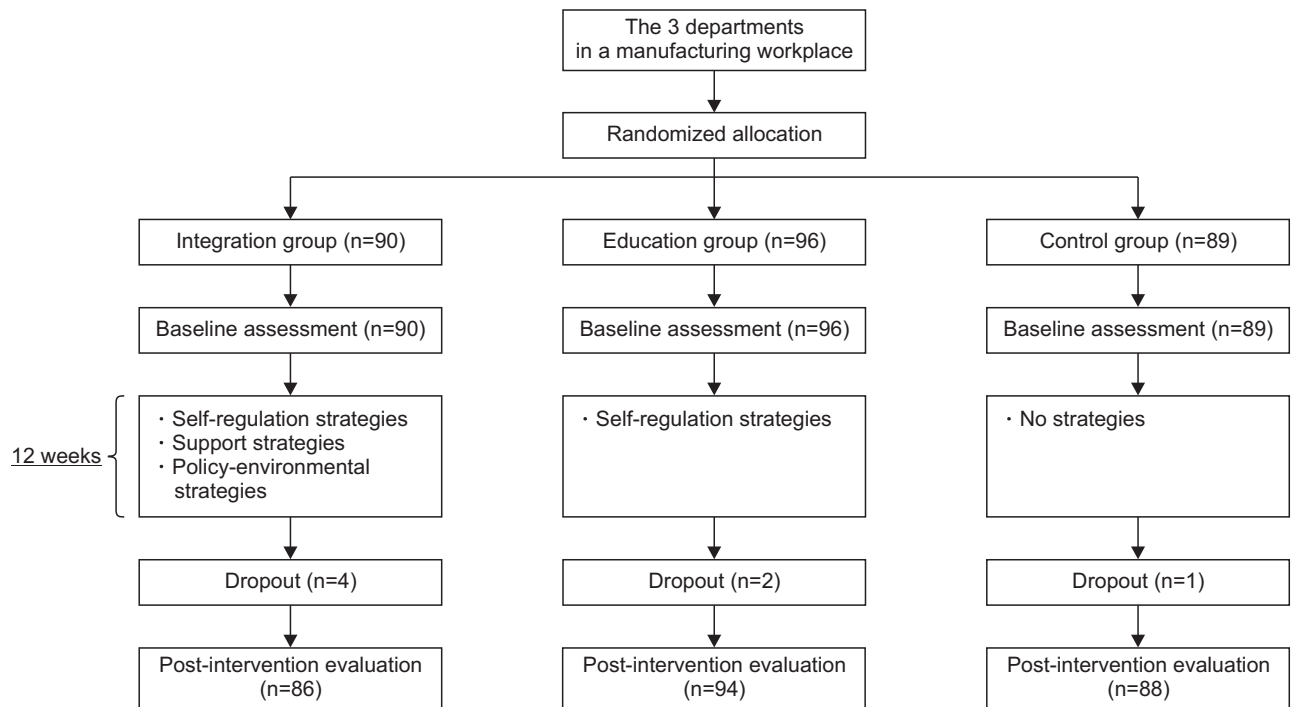 The 3 departments
in a manufacturing workplace
Randomized allocation
Integration group (n=90)
Education group (n=96)
Control group (n=89)
Baseline assessment (n=90)
Baseline assessment (n=96)
Baseline assessment (n=89)
12 weeks
・Self-regulation strategies
・Support strategies
・Policy-environmental
strategies
・Self-regulation strategies
・No strategies
Dropout (n=4)
Dropout (n=2)
Dropout (n=1)
Post-intervention evaluation
(n=86)
Post-intervention evaluation
(n=94)
Post-intervention evaluation
(n=88)